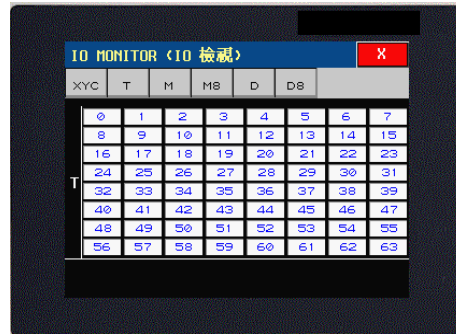 IO MONITOR <IO 檢視> X
XYC T M M8 D D8
0 1 2 3 4 5 6 7
8 9 10 11 12 13 14 15
16 17 18 19 20 21 22 23
24 25 26 27 28 29 30 31
T
32 33 34 35 36 37 38 39
40 41 42 43 44 45 46 47
48 49 50 51 52 53 54 55
56 57 58 59 60 61 62 63